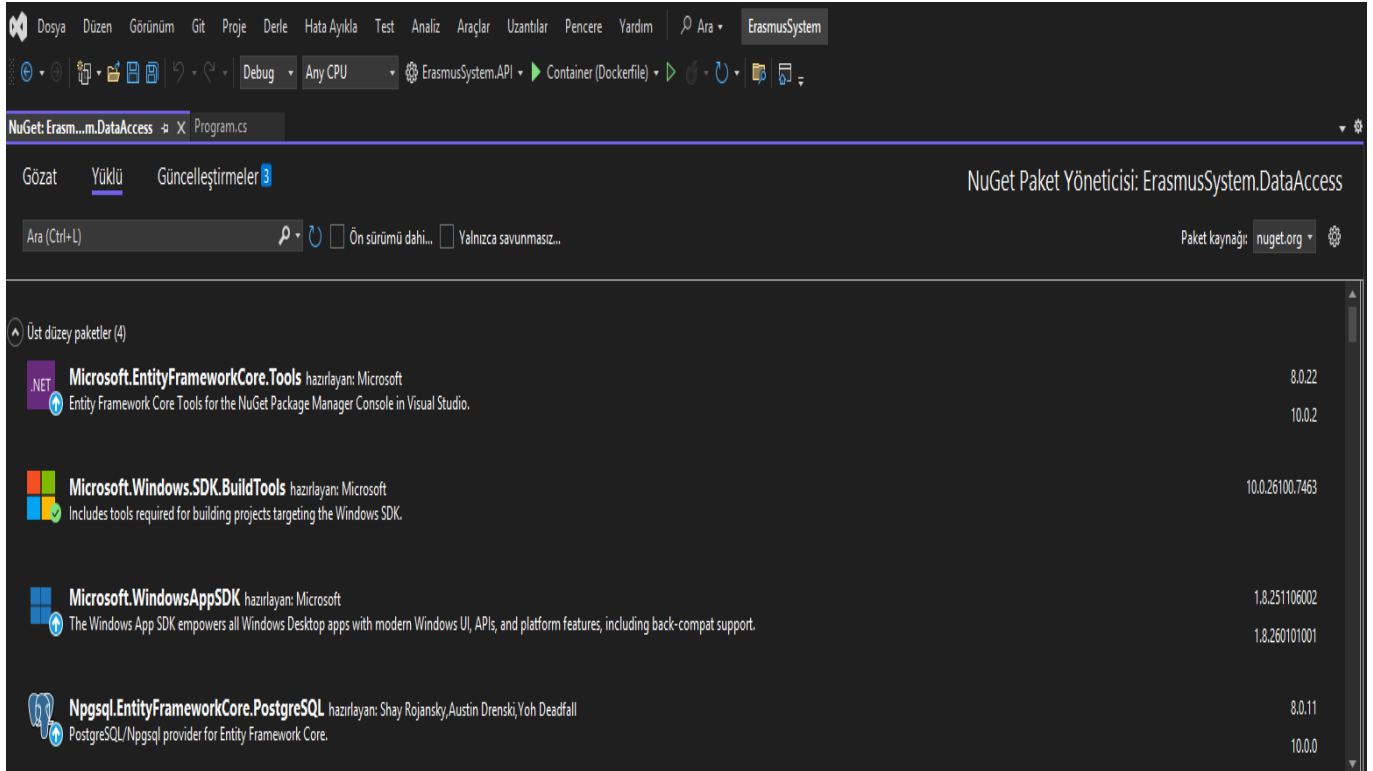 Dosya Düzen Görünüm Git Proje Derle Hata Ayıkla Test Analiz Araçlar Uzantılar Pencere Yardım Ara ErasmusSystem
Debug Any CPU ErasmusSystem.API Container (Dockerfile)
NuGet: Erasm...m.DataAccess Program.cs
Gözat Yüklü Güncelleştirmeler 3 NuGet Paket Yöneticisi: ErasmusSystem.DataAccess
Ara (Ctrl+L) Ön sürümü dahi... Yalnızca savunmasız... Paket kaynağı: nuget.org
Üst düzey paketler (4)
.NET Microsoft.EntityFrameworkCore.Tools hazırlayan: Microsoft 8.0.22
Entity Framework Core Tools for the NuGet Package Manager Console in Visual Studio. 10.0.2
Microsoft.Windows.SDK.BuildTools hazırlayan: Microsoft 10.0.26100.7463
Includes tools required for building projects targeting the Windows SDK.
Microsoft.WindowsAppSDK hazırlayan: Microsoft 1.8.251106002
The Windows App SDK empowers all Windows Desktop apps with modern Windows UI, APIs, and platform features, including back-compat support. 1.8.260101001
Npgsql.EntityFrameworkCore.PostgreSQL hazırlayan: Shay Rojansky,Austin Drenski,Yoh Deadfall 8.0.11
PostgreSQL/Npgsql provider for Entity Framework Core. 10.0.0